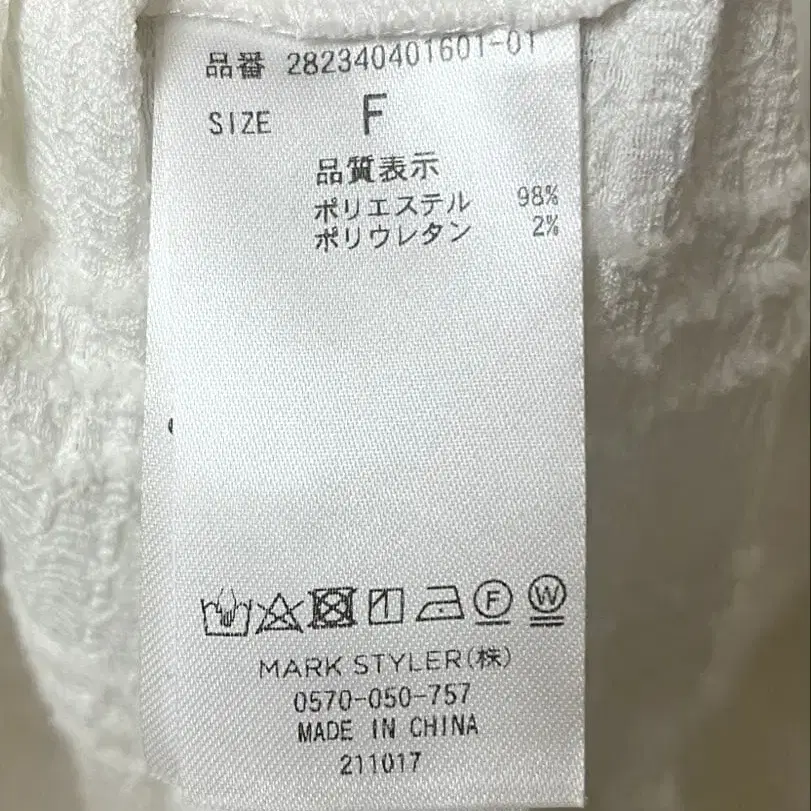 品番 282340401601-01
SIZE F
品質表示
ポリエステル 98%
ポリウレタン 2%
F W
MARK STYLER(株)
0570-050-757
MADE IN CHINA
211017